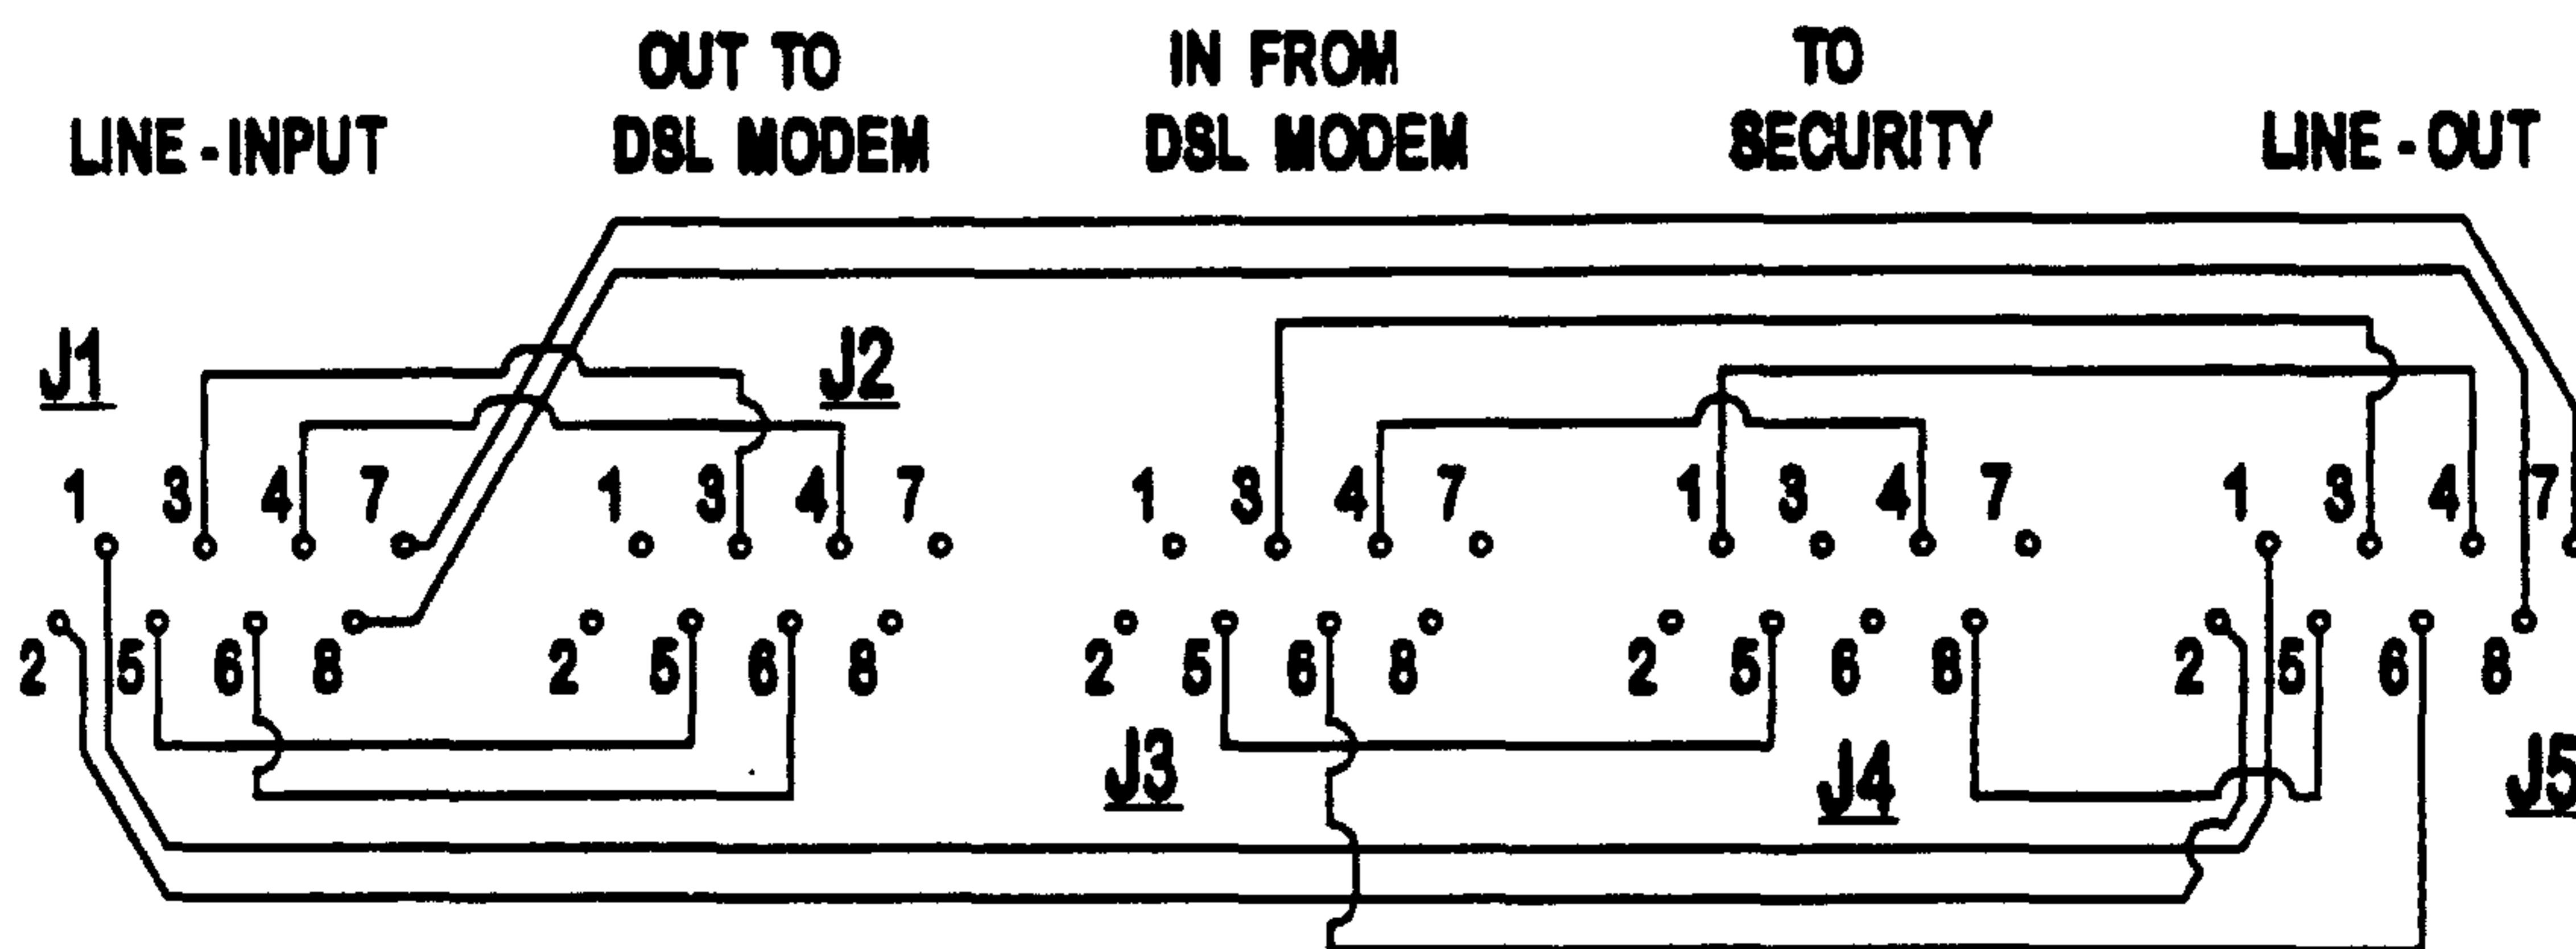 OUT TO
DSL MODEM
IN FROM
DSL MODEM
TO
SECURITY
LINE - INPUT
LINE - OUT
J1
J2
1 3 4 7 1 3 4 7 1 3 4 7 1 3 4 7 1 3 4 7
2 5 6 8 2 5 6 8 2 5 6 8 2 5 6 8 2 5 6 8
J3
J4
J5